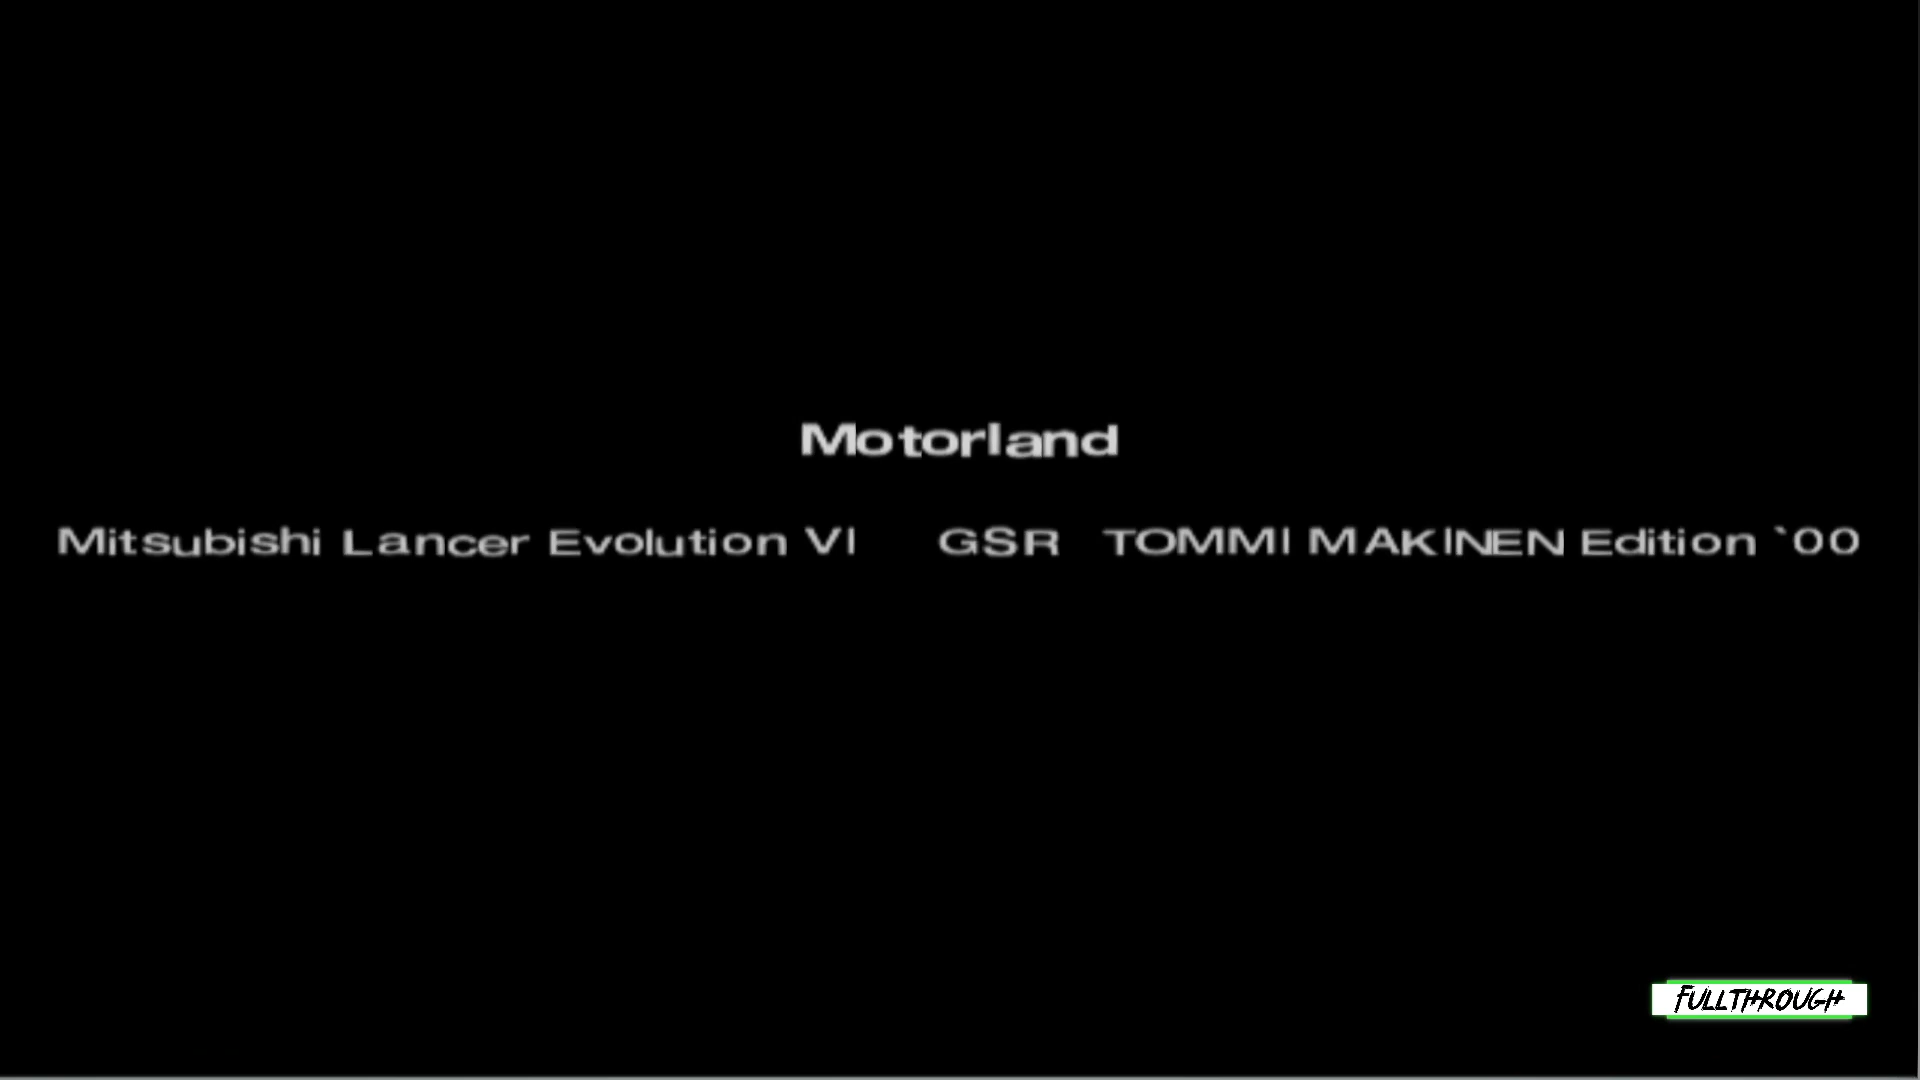 Motorland
Mitsubishi Lancer Evolution VI GSR TOMMI MAKINEN Edition `00
FULLTHROUGH